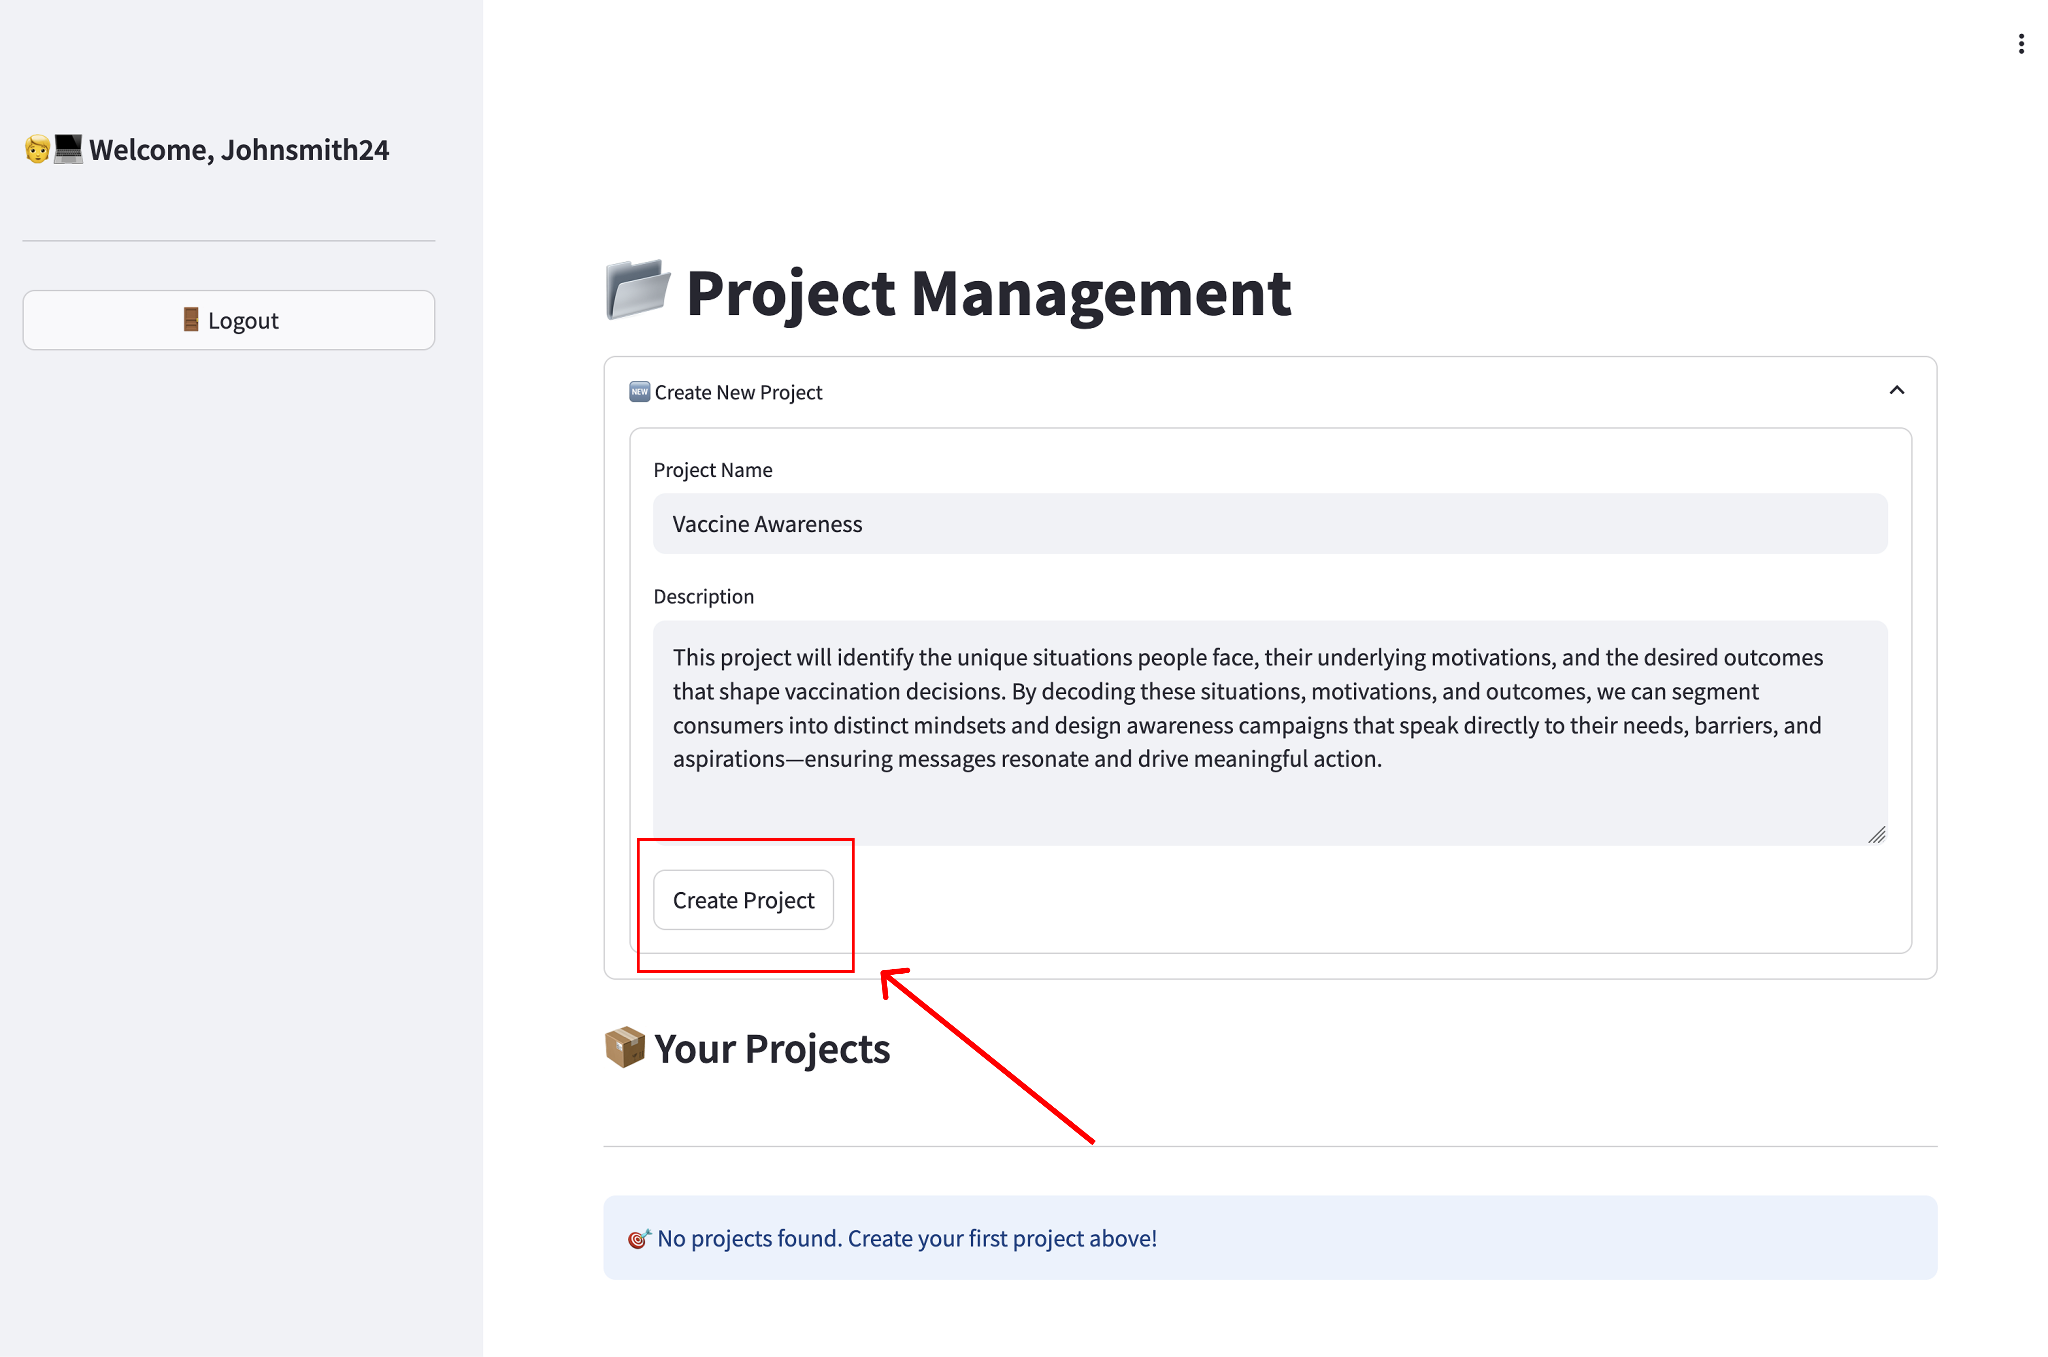 Welcome, Johnsmith24
Logout
Project Management
NEW Create New Project
Project Name
Vaccine Awareness
Description
This project will identify the unique situations people face, their underlying motivations, and the desired outcomes
that shape vaccination decisions. By decoding these situations, motivations, and outcomes, we can segment
consumers into distinct mindsets and design awareness campaigns that speak directly to their needs, barriers, and
aspirations—ensuring messages resonate and drive meaningful action.
Create Project
Your Projects
No projects found. Create your first project above!